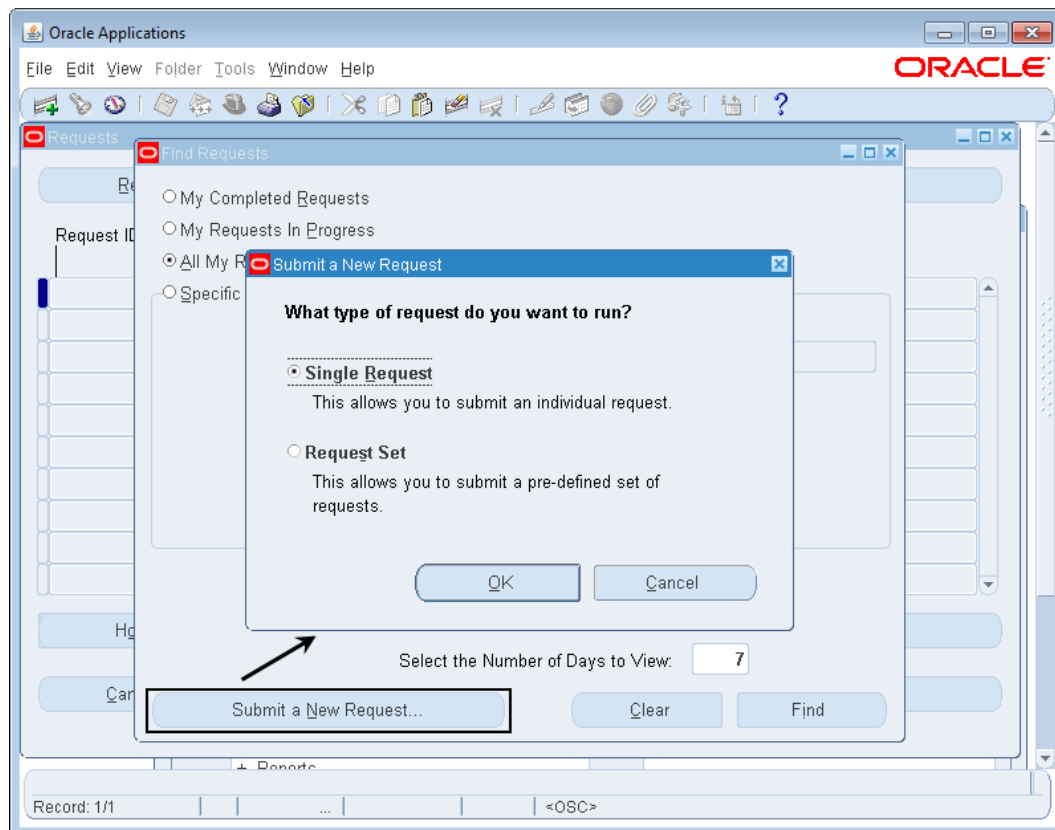 Oracle Applications
File Edit View Folder Tools Window Help
ORACLE
Requests
Find Requests
My Completed Requests
Request ID
My Requests In Progress
All My R
Submit a New Request
Specific
What type of request do you want to run?
Single Request
This allows you to submit an individual request.
Request Set
This allows you to submit a pre-defined set of
requests.
OK Cancel
Select the Number of Days to View: 7
Submit a New Request... Clear Find
Record: 1/1 ... <OSC>